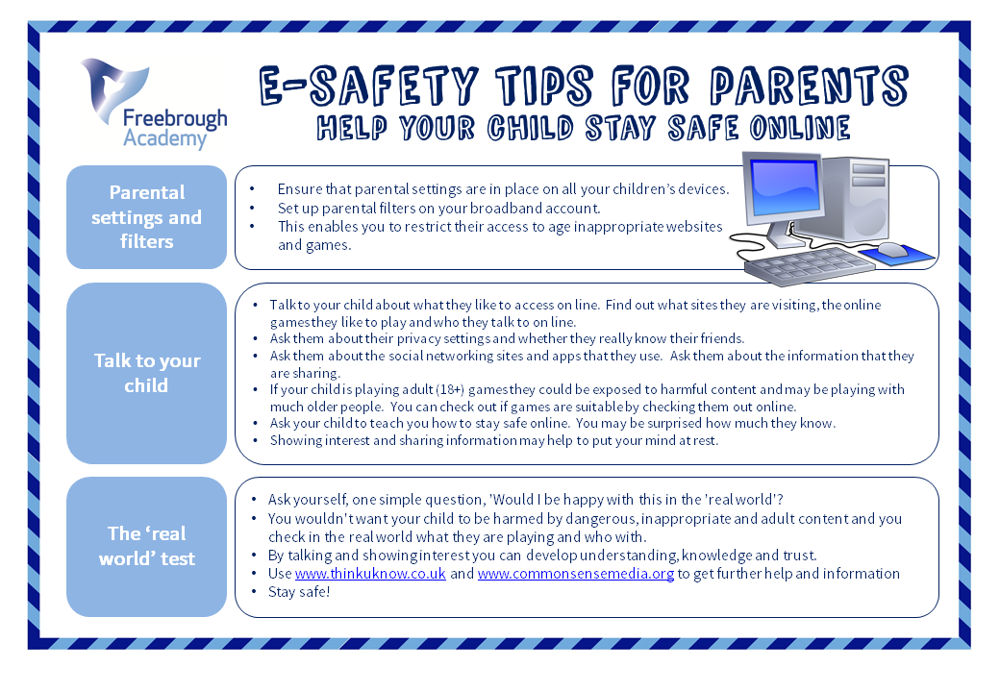 Freebrough
Academy
E-SAFETY TIPS FOR PARENTS
HELP YOUR CHILD STAY SAFE ONLINE
Parental
settings and
filters
• Ensure that parental settings are in place on all your children's devices.
• Set up parental filters on your broadband account.
• This enables you to restrict their access to age inappropriate websites
and games.
Talk to your
child
• Talk to your child about what they like to access on line. Find out what sites they are visiting, the online
games they like to play and who they talk to on line.
• Ask them about their privacy settings and whether they really know their friends.
• Ask them about the social networking sites and apps that they use. Ask them about the information that they
are sharing.
• If your child is playing adult (18+) games they could be exposed to harmful content and may be playing with
much older people. You can check out if games are suitable by checking them out online.
• Ask your child to teach you how to stay safe online. You may be surprised how much they know.
• Showing interest and sharing information may help to put your mind at rest.
The ‘real
world’ test
• Ask yourself, one simple question, 'Would I be happy with this in the 'real world'?
• You wouldn't want your child to be harmed by dangerous, inappropriate and adult content and you
check in the real world what they are playing and who with.
• By talking and showing interest you can develop understanding, knowledge and trust.
• Use www.thinkuknow.co.uk and www.commonsensemedia.org to get further help and information
• Stay safe!